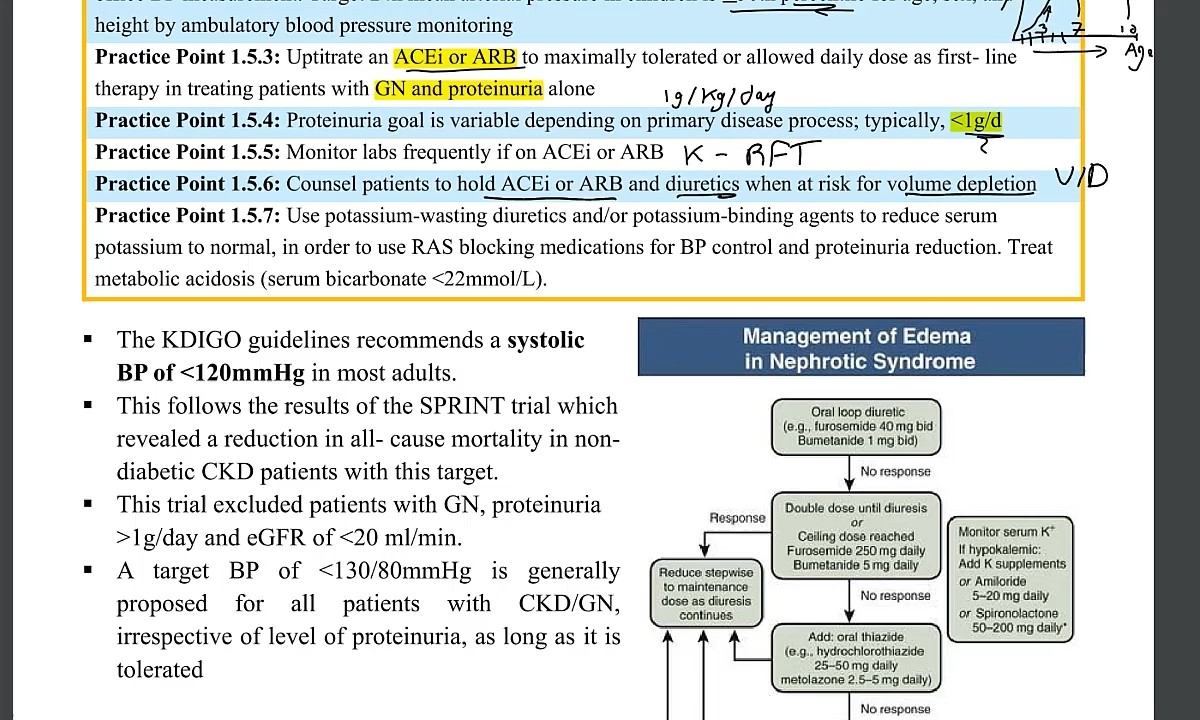 height by ambulatory blood pressure monitoring
Practice Point 1.5.3: Uptitrate an ACEi or ARB to maximally tolerated or allowed daily dose as first- line
therapy in treating patients with GN and proteinuria alone
1g/Kg/day
Practice Point 1.5.4: Proteinuria goal is variable depending on primary disease process; typically, <1g/d
Practice Point 1.5.5: Monitor labs frequently if on ACEi or ARB K - RFT
Practice Point 1.5.6: Counsel patients to hold ACEi or ARB and diuretics when at risk for volume depletion V/D
Practice Point 1.5.7: Use potassium-wasting diuretics and/or potassium-binding agents to reduce serum
potassium to normal, in order to use RAS blocking medications for BP control and proteinuria reduction. Treat
metabolic acidosis (serum bicarbonate <22mmol/L).
Age
▪ The KDIGO guidelines recommends a systolic
BP of <120mmHg in most adults.
▪ This follows the results of the SPRINT trial which
revealed a reduction in all- cause mortality in non-
diabetic CKD patients with this target.
▪ This trial excluded patients with GN, proteinuria
>1g/day and eGFR of <20 ml/min.
▪ A target BP of <130/80mmHg is generally
proposed for all patients with CKD/GN,
irrespective of level of proteinuria, as long as it is
tolerated
Management of Edema
in Nephrotic Syndrome
Oral loop diuretic
(e.g., furosemide 40 mg bid
Bumetanide 1 mg bid)
No response
Double dose until diuresis
or
Ceiling dose reached
Furosemide 250 mg daily
Bumetanide 5 mg daily
Response
Reduce stepwise
to maintenance
dose as diuresis
continues
Monitor serum K+
If hypokalemic:
Add K supplements
or Amiloride
5–20 mg daily
or Spironolactone
50–200 mg daily*
No response
Add: oral thiazide
(e.g., hydrochlorothiazide
25–50 mg daily
metolazone 2.5–5 mg daily)
No response